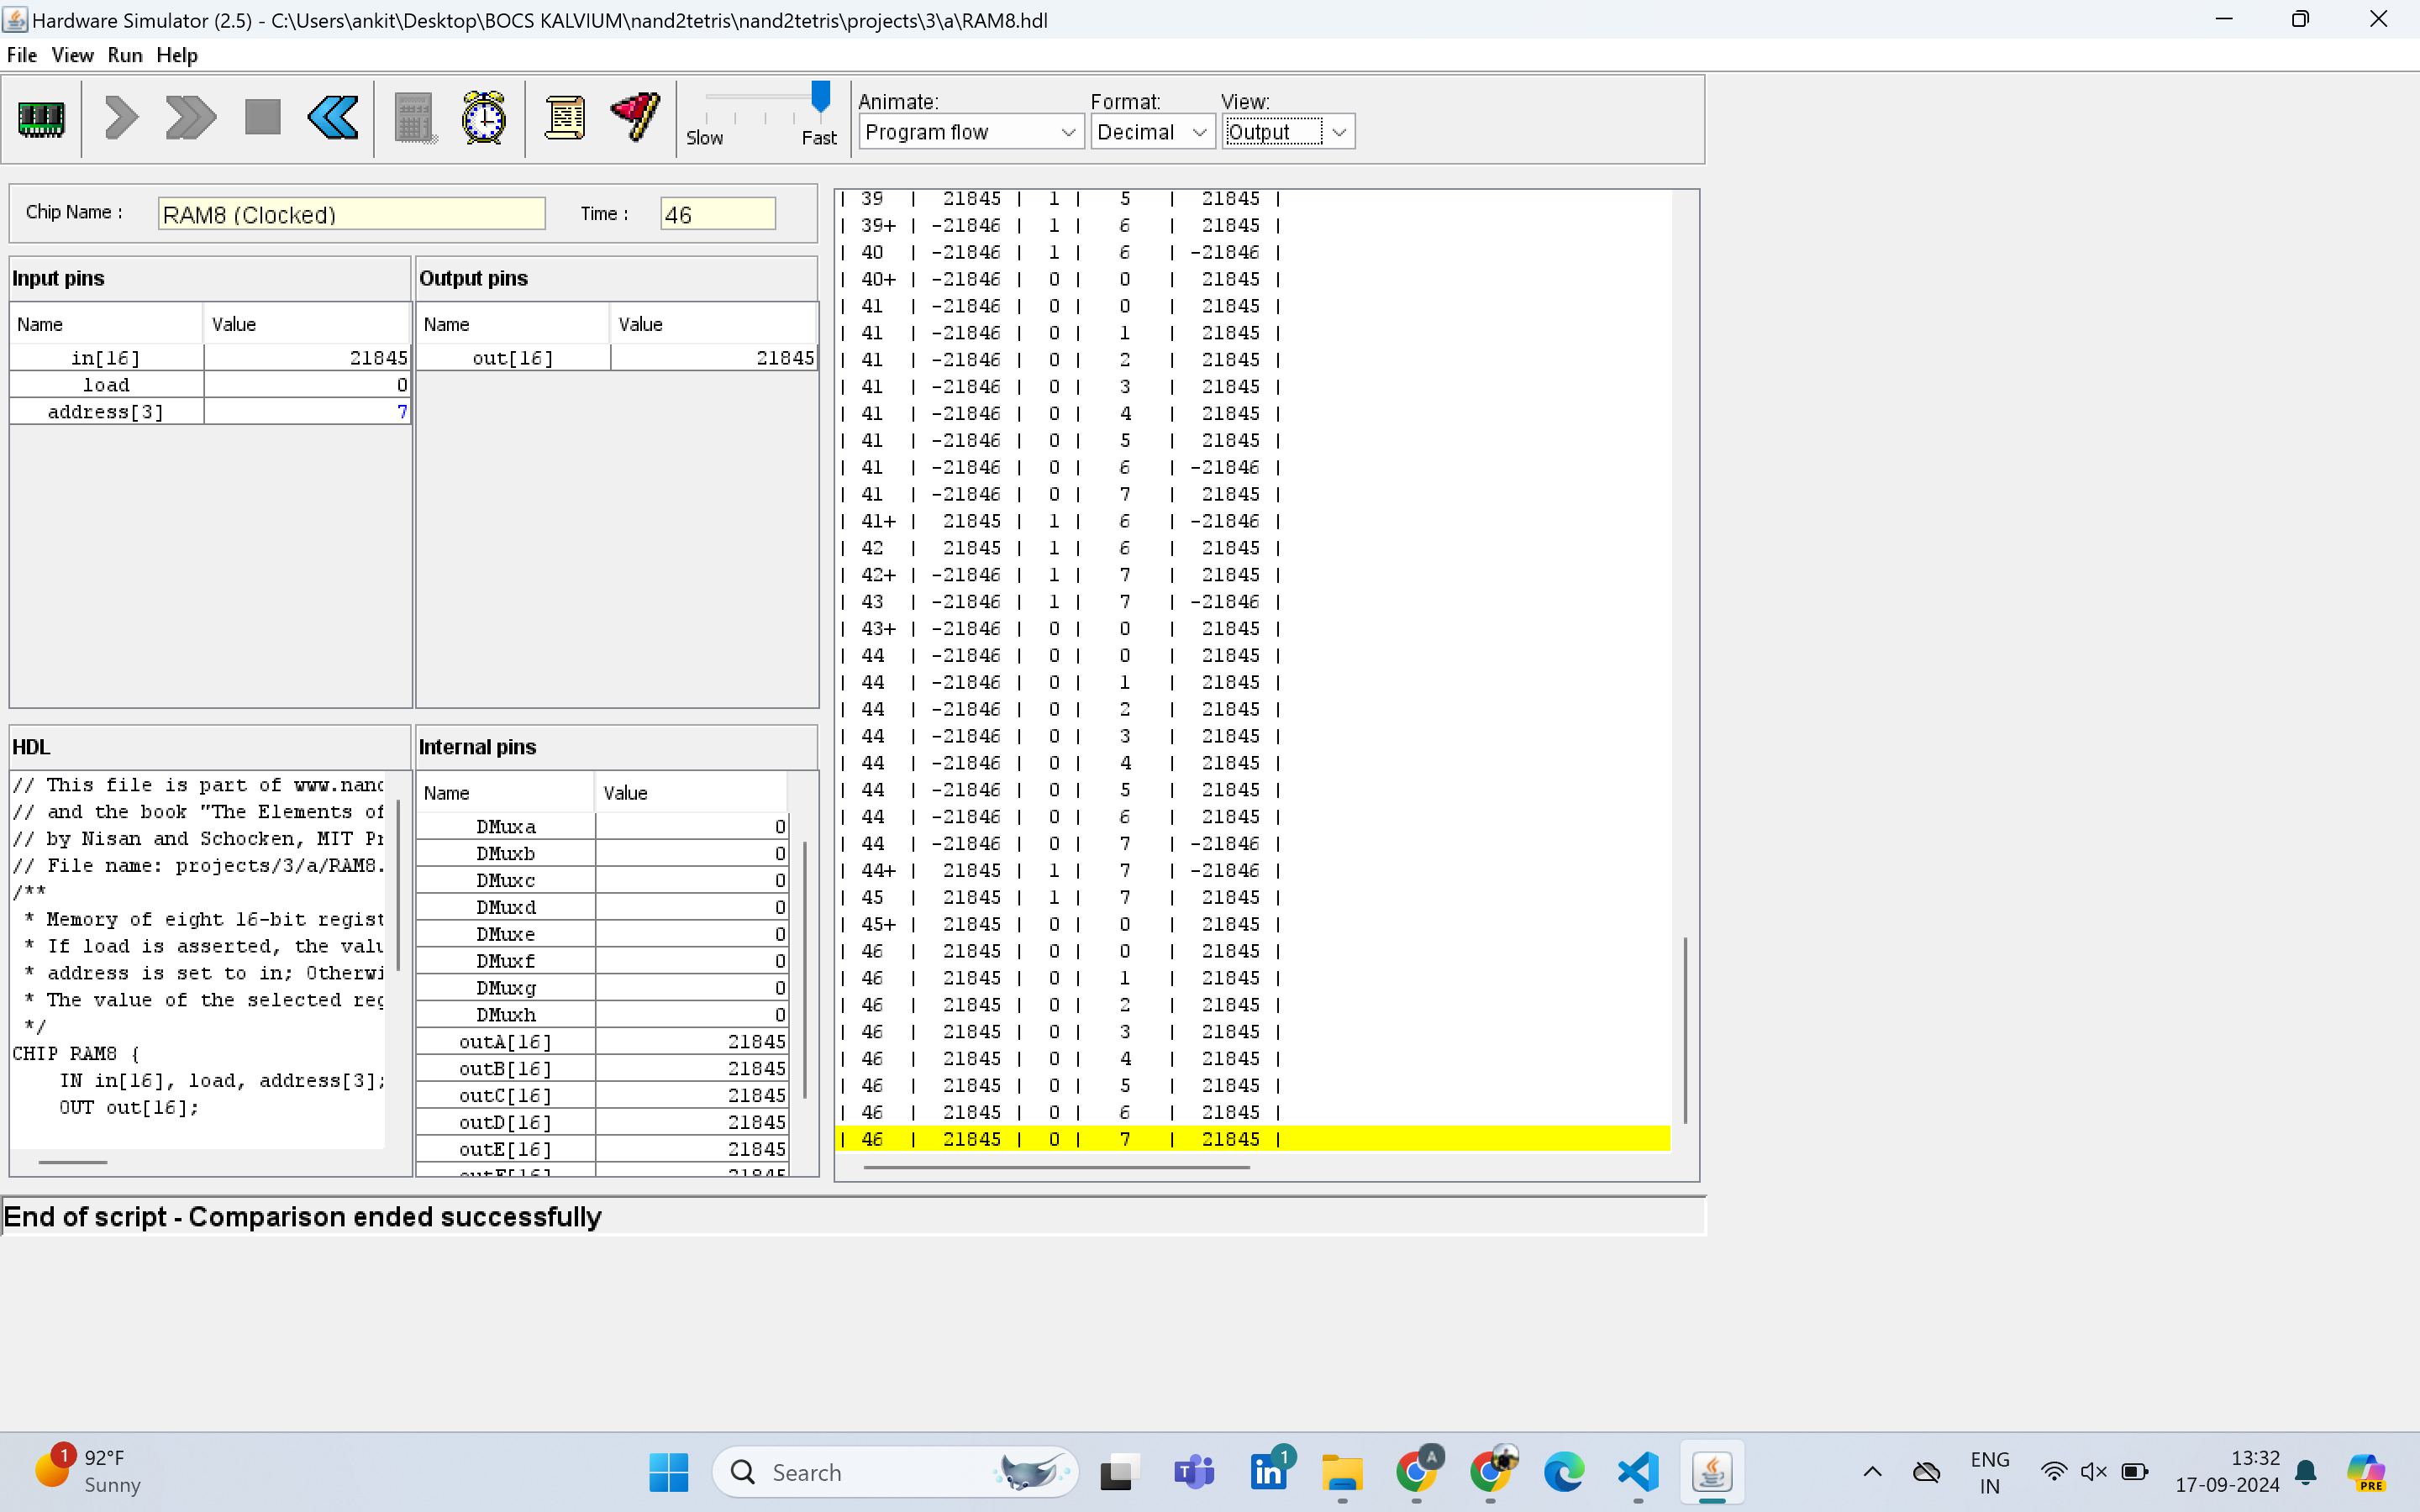 Hardware Simulator (2.5) - C:\Users\ankit\Desktop\BOCS KALVIUM\nand2tetris\nand2tetris\projects\3\a\RAM8.hdl
File View Run Help
Slow Fast
Animate: Format: View:
Program flow Decimal Output
Chip Name : RAM8 (Clocked) Time : 46
Input pins
Name Value
in[16] 21845
load 0
address[3] 7
Output pins
Name Value
out[16] 21845
HDL
// This file is part of www.nand
// and the book "The Elements of
// by Nisan and Schocken, MIT Pr
// File name: projects/3/a/RAM8.
/**
* Memory of eight 16-bit regist
* If load is asserted, the valu
* address is set to in; Otherwi
* The value of the selected reg
*/
CHIP RAM8 {
IN in[16], load, address[3];
OUT out[16];
Internal pins
Name Value
DMuxa 0
DMuxb 0
DMuxc 0
DMuxd 0
DMuxe 0
DMuxf 0
DMuxg 0
DMuxh 0
outA[16] 21845
outB[16] 21845
outC[16] 21845
outD[16] 21845
outE[16] 21845
outF[16] 21845
| 39 | 21845 | 1 | 5 | 21845 |
| 39+ | -21846 | 1 | 6 | 21845 |
| 40 | -21846 | 1 | 6 | -21846 |
| 40+ | -21846 | 0 | 0 | 21845 |
| 41 | -21846 | 0 | 0 | 21845 |
| 41 | -21846 | 0 | 1 | 21845 |
| 41 | -21846 | 0 | 2 | 21845 |
| 41 | -21846 | 0 | 3 | 21845 |
| 41 | -21846 | 0 | 4 | 21845 |
| 41 | -21846 | 0 | 5 | 21845 |
| 41 | -21846 | 0 | 6 | -21846 |
| 41 | -21846 | 0 | 7 | 21845 |
| 41+ | 21845 | 1 | 6 | -21846 |
| 42 | 21845 | 1 | 6 | 21845 |
| 42+ | -21846 | 1 | 7 | 21845 |
| 43 | -21846 | 1 | 7 | -21846 |
| 43+ | -21846 | 0 | 0 | 21845 |
| 44 | -21846 | 0 | 0 | 21845 |
| 44 | -21846 | 0 | 1 | 21845 |
| 44 | -21846 | 0 | 2 | 21845 |
| 44 | -21846 | 0 | 3 | 21845 |
| 44 | -21846 | 0 | 4 | 21845 |
| 44 | -21846 | 0 | 5 | 21845 |
| 44 | -21846 | 0 | 6 | 21845 |
| 44 | -21846 | 0 | 7 | -21846 |
| 44+ | 21845 | 1 | 7 | -21846 |
| 45 | 21845 | 1 | 7 | 21845 |
| 45+ | 21845 | 0 | 0 | 21845 |
| 46 | 21845 | 0 | 0 | 21845 |
| 46 | 21845 | 0 | 1 | 21845 |
| 46 | 21845 | 0 | 2 | 21845 |
| 46 | 21845 | 0 | 3 | 21845 |
| 46 | 21845 | 0 | 4 | 21845 |
| 46 | 21845 | 0 | 5 | 21845 |
| 46 | 21845 | 0 | 6 | 21845 |
| 46 | 21845 | 0 | 7 | 21845 |
End of script - Comparison ended successfully
1
92°F
Sunny
Search
T
in 1
A
ENG
IN
13:32
17-09-2024
PRE